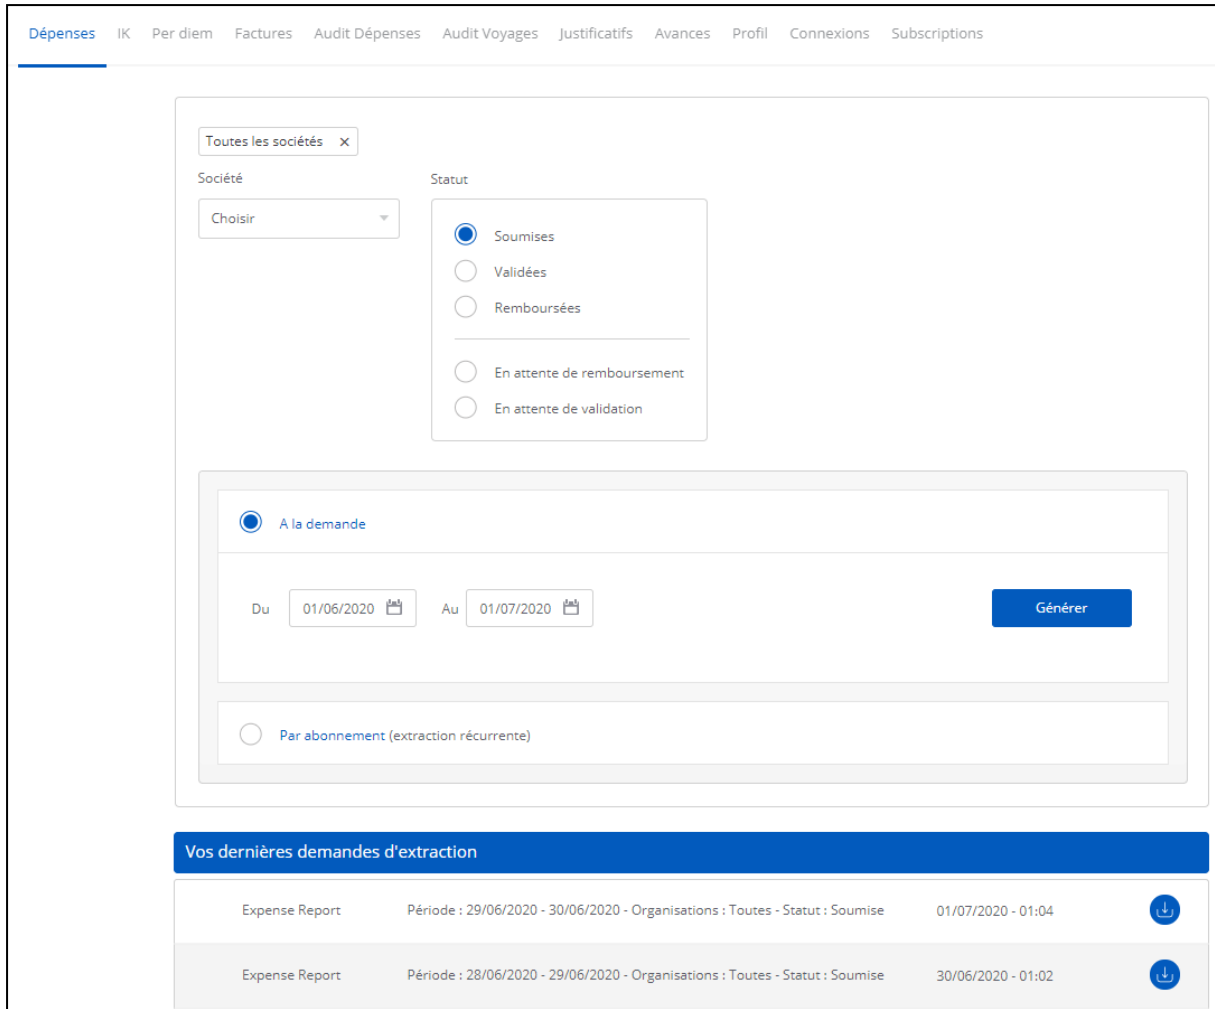 Dépenses IK Per diem Factures Audit Dépenses Audit Voyages Justificatifs Avances Profil Connexions Subscriptions
Toutes les sociétés x
Société Statut
Choisir
Soumises
Validées
Remboursées
En attente de remboursement
En attente de validation
A la demande
Du 01/06/2020 Au 01/07/2020 Générer
Par abonnement (extraction récurrente)
Vos dernières demandes d'extraction
Expense Report Période : 29/06/2020 - 30/06/2020 - Organisations : Toutes - Statut : Soumise 01/07/2020 - 01:04
Expense Report Période : 28/06/2020 - 29/06/2020 - Organisations : Toutes - Statut : Soumise 30/06/2020 - 01:02